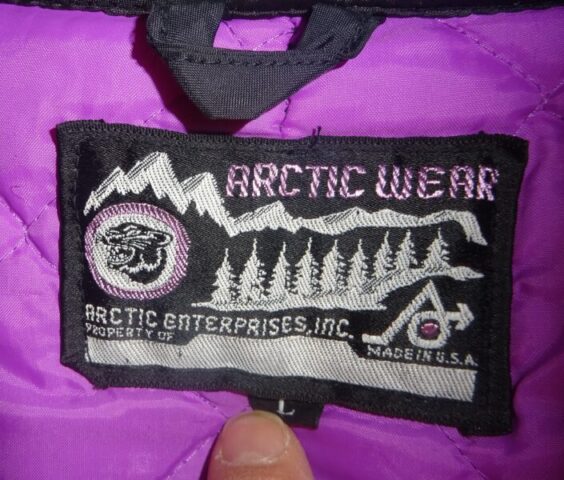 ARCTIC WEAR
ARCTIC ENTERPRISES, INC.
PROPERTY OF
MADE IN U.S.A.
L